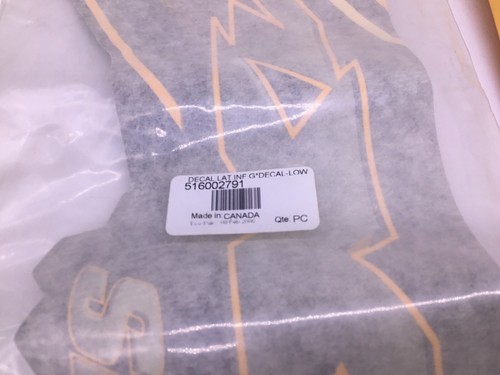 DECAL LAT.INF.G*DECAL-LOW
516002791
Made in CANADA
Qte: PC
S